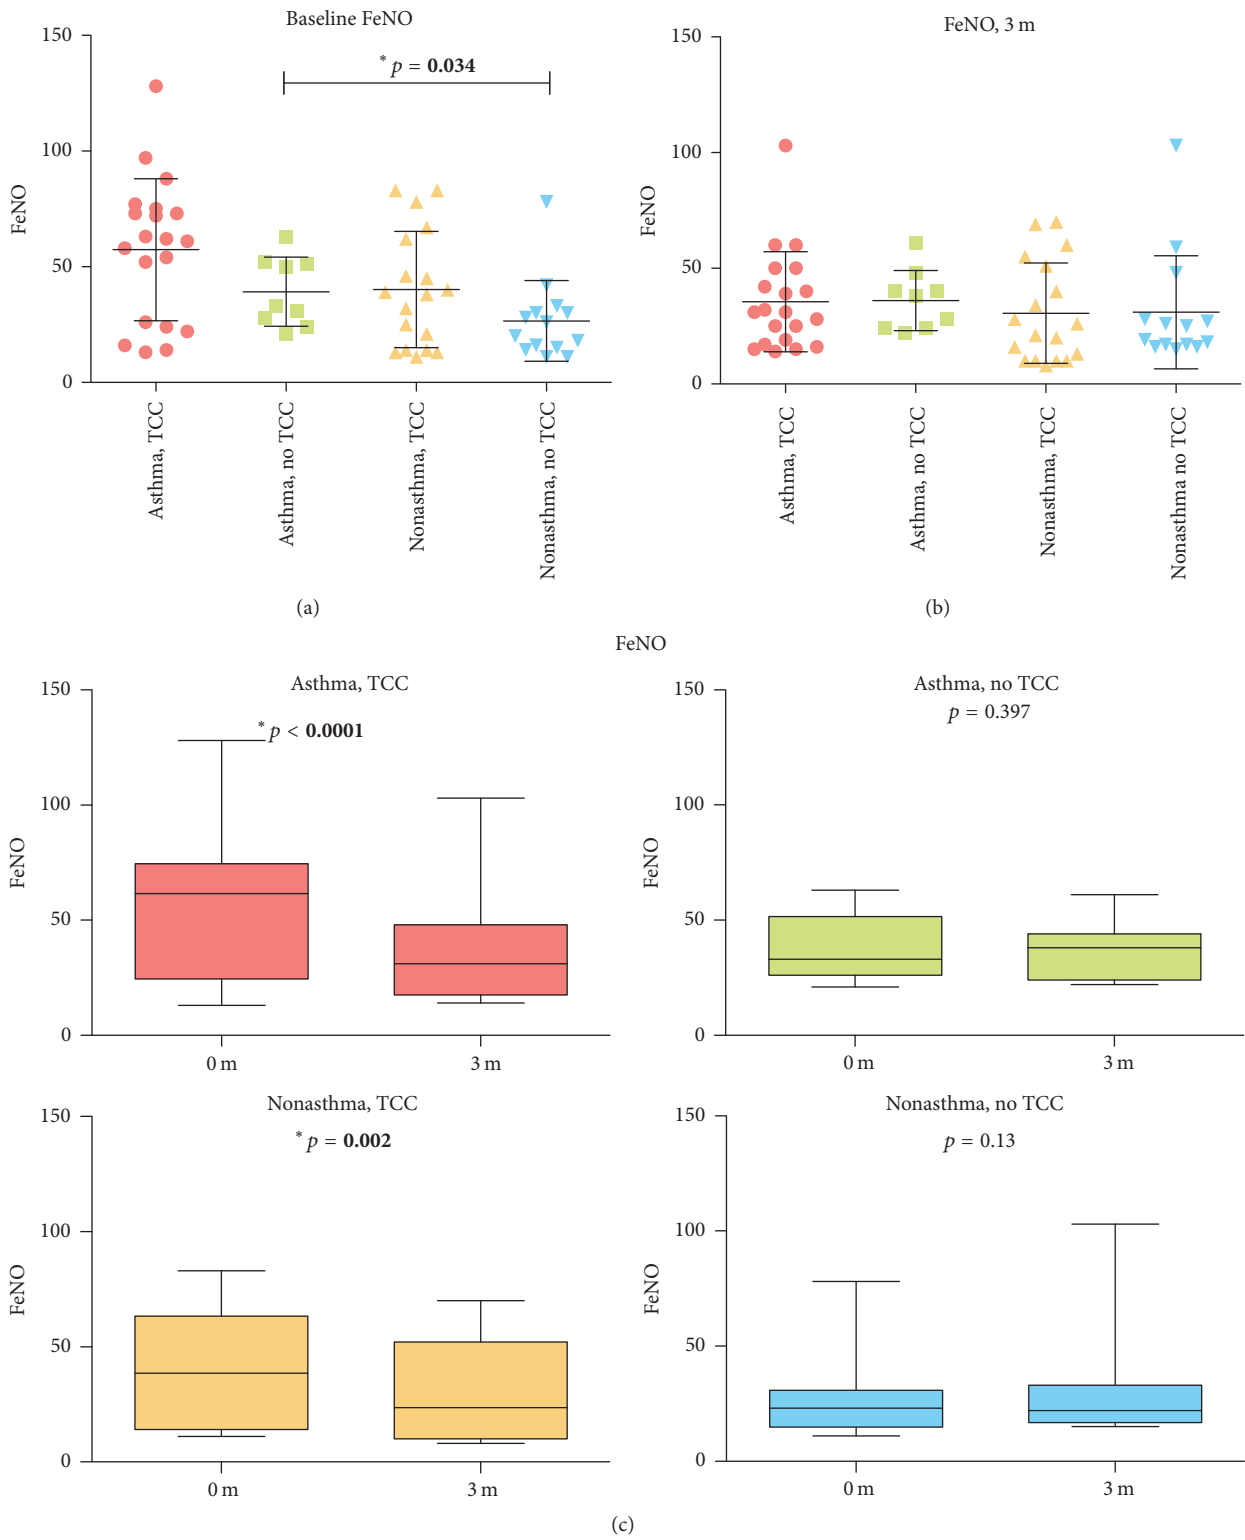 Baseline FeNO
* p = 0.034
FeNO
150
100
50
0
Asthma, TCC
Asthma, no TCC
Nonasthma, TCC
Nonasthma, no TCC
(a)
FeNO, 3 m
FeNO
150
100
50
0
Asthma, TCC
Asthma, no TCC
Nonasthma, TCC
Nonasthma no TCC
(b)
FeNO
Asthma, TCC
* p < 0.0001
FeNO
150
100
50
0
0 m
3 m
Asthma, no TCC
p = 0.397
FeNO
150
100
50
0
0 m
3 m
Nonasthma, TCC
* p = 0.002
FeNO
150
100
50
0
0 m
3 m
Nonasthma, no TCC
p = 0.13
FeNO
150
100
50
0
0 m
3 m
(c)